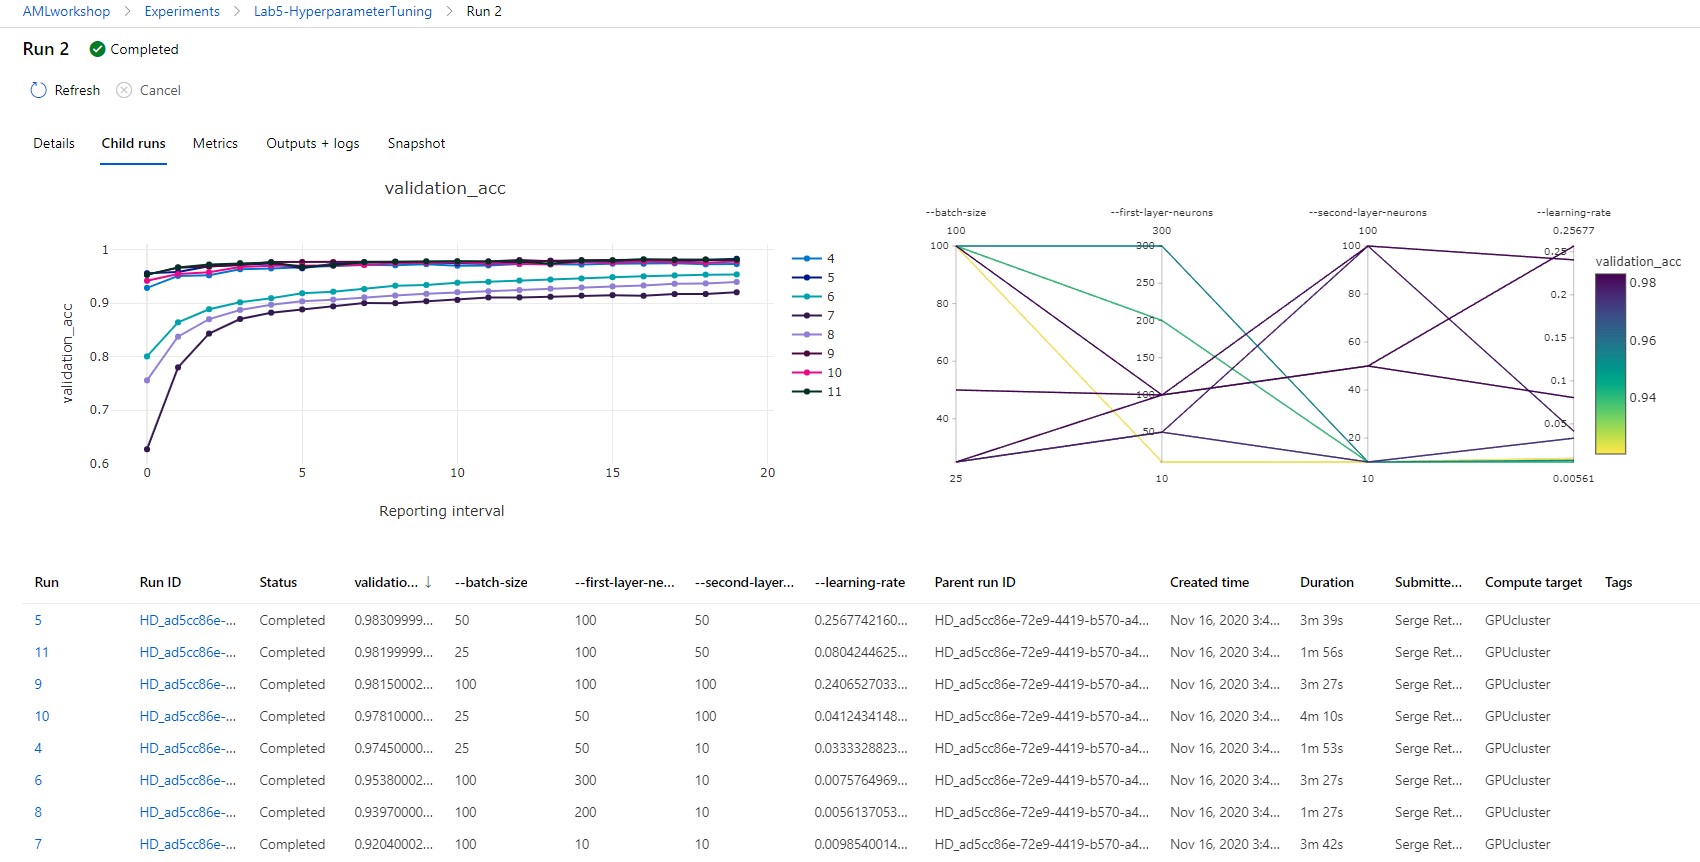 AMLworkshop > Experiments > Lab5-HyperparameterTuning > Run 2
Run 2 Completed
Refresh Cancel
Details Child runs Metrics Outputs + logs Snapshot
validation_acc
validation_acc
1
0.9
0.8
0.7
0.6
0 5 10 15 20
Reporting interval
4
5
6
7
8
9
10
11
--batch-size --first-layer-neurons --second-layer-neurons --learning-rate
100 300 100 0.25677
100
80
60
40
25
300
250
200
150
100
50
10
100
80
60
40
20
10
0.25
0.2
0.15
0.1
0.05
0.00561
validation_acc
0.98
0.96
0.94
Run Run ID Status validatio... ↓ --batch-size --first-layer-ne... --second-layer... --learning-rate Parent run ID Created time Duration Submitte... Compute target Tags
5 HD_ad5cc86e-... Completed 0.98309999... 50 100 50 0.2567742160... HD_ad5cc86e-72e9-4419-b570-a4... Nov 16, 2020 3:4... 3m 39s Serge Ret... GPUcluster
11 HD_ad5cc86e-... Completed 0.98199999... 25 100 50 0.0804244625... HD_ad5cc86e-72e9-4419-b570-a4... Nov 16, 2020 3:4... 1m 56s Serge Ret... GPUcluster
9 HD_ad5cc86e-... Completed 0.98150002... 100 100 100 0.2406527033... HD_ad5cc86e-72e9-4419-b570-a4... Nov 16, 2020 3:4... 3m 27s Serge Ret... GPUcluster
10 HD_ad5cc86e-... Completed 0.97810000... 25 50 100 0.0412434148... HD_ad5cc86e-72e9-4419-b570-a4... Nov 16, 2020 3:4... 4m 10s Serge Ret... GPUcluster
4 HD_ad5cc86e-... Completed 0.97450000... 25 50 10 0.0333328823... HD_ad5cc86e-72e9-4419-b570-a4... Nov 16, 2020 3:4... 1m 53s Serge Ret... GPUcluster
6 HD_ad5cc86e-... Completed 0.95380002... 100 300 10 0.0075764969... HD_ad5cc86e-72e9-4419-b570-a4... Nov 16, 2020 3:4... 3m 27s Serge Ret... GPUcluster
8 HD_ad5cc86e-... Completed 0.93970000... 100 200 10 0.0056137053... HD_ad5cc86e-72e9-4419-b570-a4... Nov 16, 2020 3:4... 1m 27s Serge Ret... GPUcluster
7 HD_ad5cc86e-... Completed 0.92040002... 100 10 10 0.0098540014... HD_ad5cc86e-72e9-4419-b570-a4... Nov 16, 2020 3:4... 3m 42s Serge Ret... GPUcluster